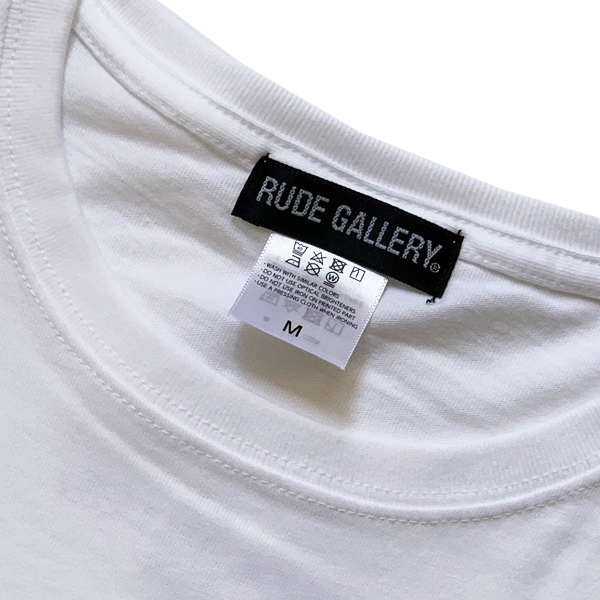 RUDE GALLERY
· WASH WITH SIMILAR COLORS
· DO NOT USE OPTICAL BRIGHTENERS
· DO NOT USE IRON ON PRINTED PART
· USE A PRESSING CLOTH WHEN IRONING
M